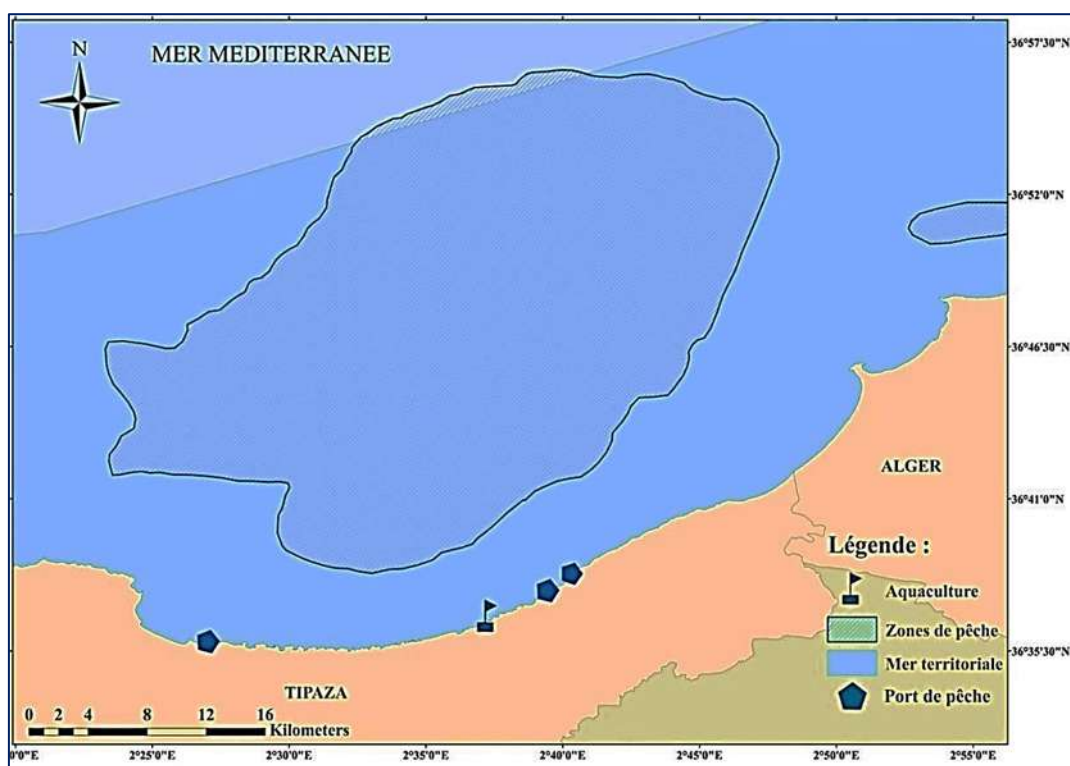 N
MER MEDITERRANEE
36°57'30"N
36°52'0"N
36°46'30"N
ALGER
36°41'0"N
Légende :
Aquaculture
Zones de pêche
36°35'30"N
Mer territoriale
TIPAZA
Port de pêche
0 2 4 8 12 16
Kilometers
0'0"E 2°25'0"E 2°30'0"E 2°35'0"E 2°40'0"E 2°45'0"E 2°50'0"E 2°55'0"E